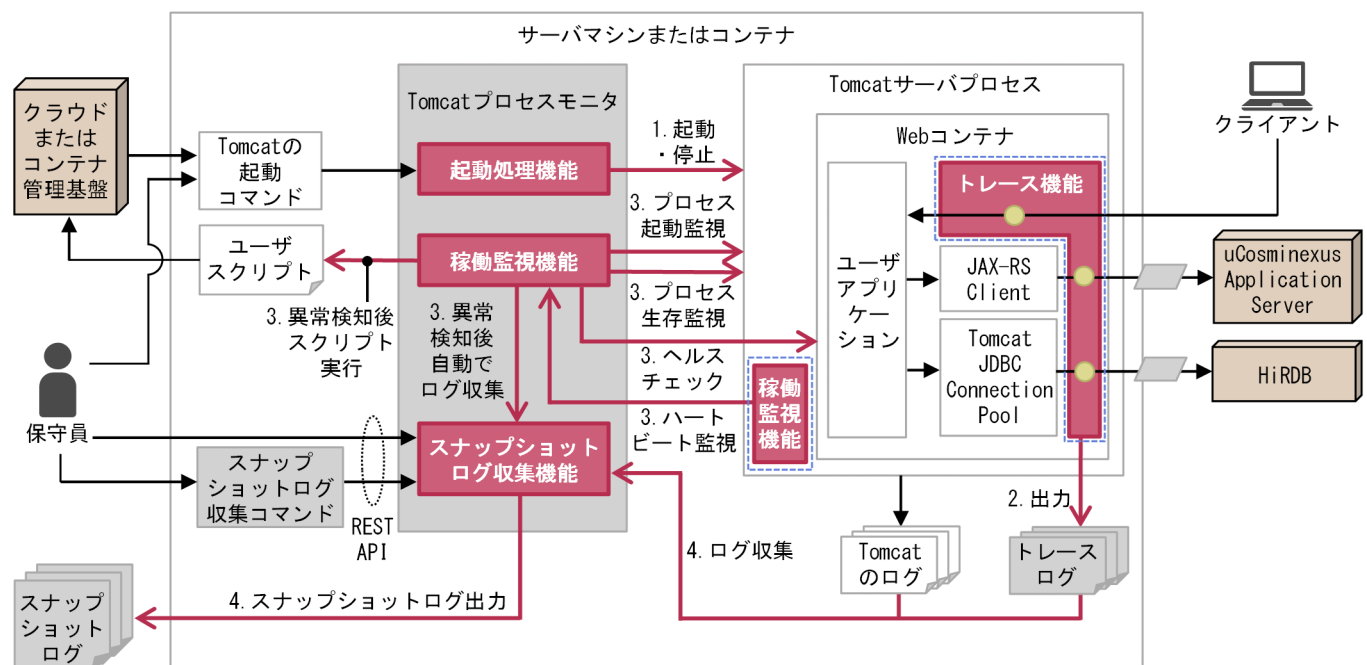 サーバマシンまたはコンテナ
クラウド
または
コンテナ
管理基盤
Tomcatの
起動
コマンド
ユーザ
スクリプト
3.異常検知後
スクリプト
実行
保守員
スナップ
ショットログ
収集コマンド
REST
API
Tomcatプロセスモニタ
起動処理機能
稼働監視機能
3.異常
検知後
自動で
ログ収集
スナップショット
ログ収集機能
1.起動
・停止
3.プロセス
起動監視
3.プロセス
生存監視
3.ヘルス
チェック
3.ハート
ビート監視
Tomcatサーバプロセス
Webコンテナ
トレース機能
ユーザ
アプリ
ケー
ション
JAX-RS
Client
Tomcat
JDBC
Connection
Pool
稼働
監視
機能
クライアント
uCosminexus
Application
Server
HiRDB
2.出力
Tomcat
のログ
トレース
ログ
4.ログ収集
4.スナップショットログ出力
スナップ
ショット
ログ